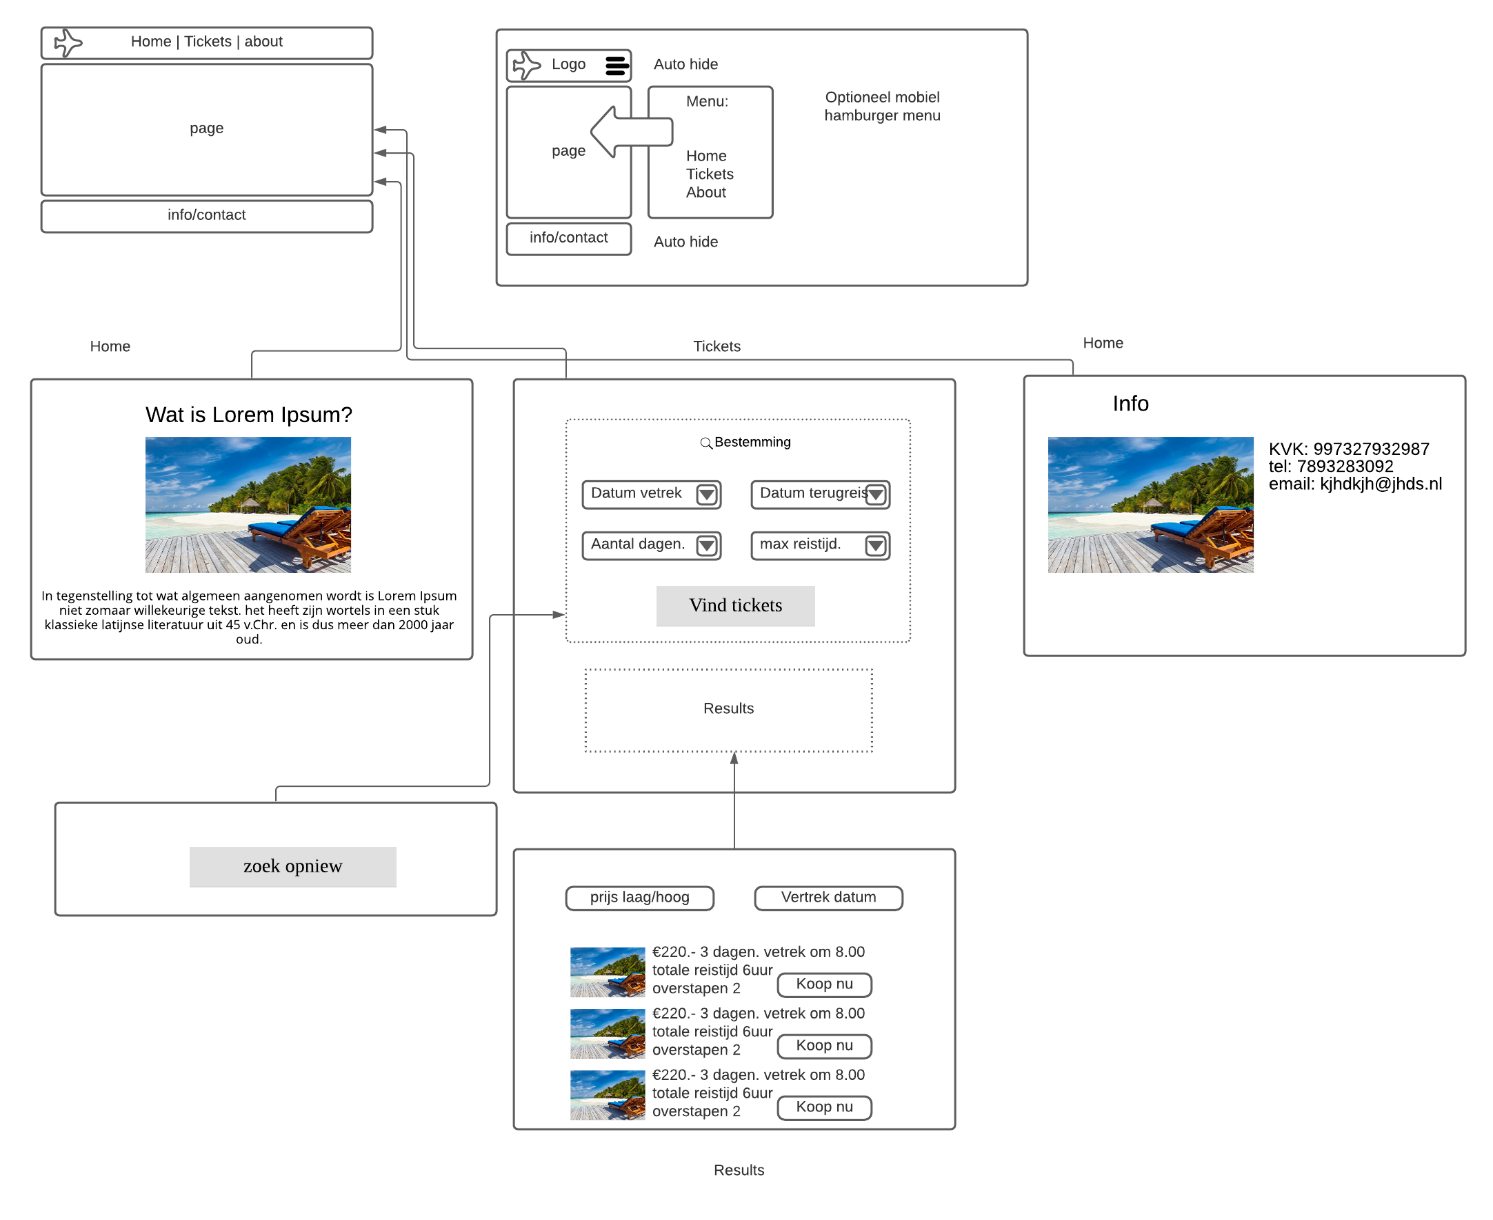 Home | Tickets | about
page
info/contact
Logo
Auto hide
Menu:
page
Home
Tickets
About
info/contact
Auto hide
Optioneel mobiel
hamburger menu
Home
Wat is Lorem Ipsum?
In tegenstelling tot wat algemeen aangenomen wordt is Lorem Ipsum
niet zomaar willekeurige tekst. het heeft zijn wortels in een stuk
klassieke latijnse literatuur uit 45 v.Chr. en is dus meer dan 2000 jaar
oud.
Tickets
Bestemming
Datum vetrek
Datum terugreis
Aantal dagen.
max reistijd.
Vind tickets
Results
Home
Info
KVK: 997327932987
tel: 7893283092
email: kjhdkjh@jhds.nl
zoek opniew
prijs laag/hoog
Vertrek datum
€220.- 3 dagen. vetrek om 8.00
totale reistijd 6uur
overstapen 2
Koop nu
€220.- 3 dagen. vetrek om 8.00
totale reistijd 6uur
overstapen 2
Koop nu
€220.- 3 dagen. vetrek om 8.00
totale reistijd 6uur
overstapen 2
Koop nu
Results